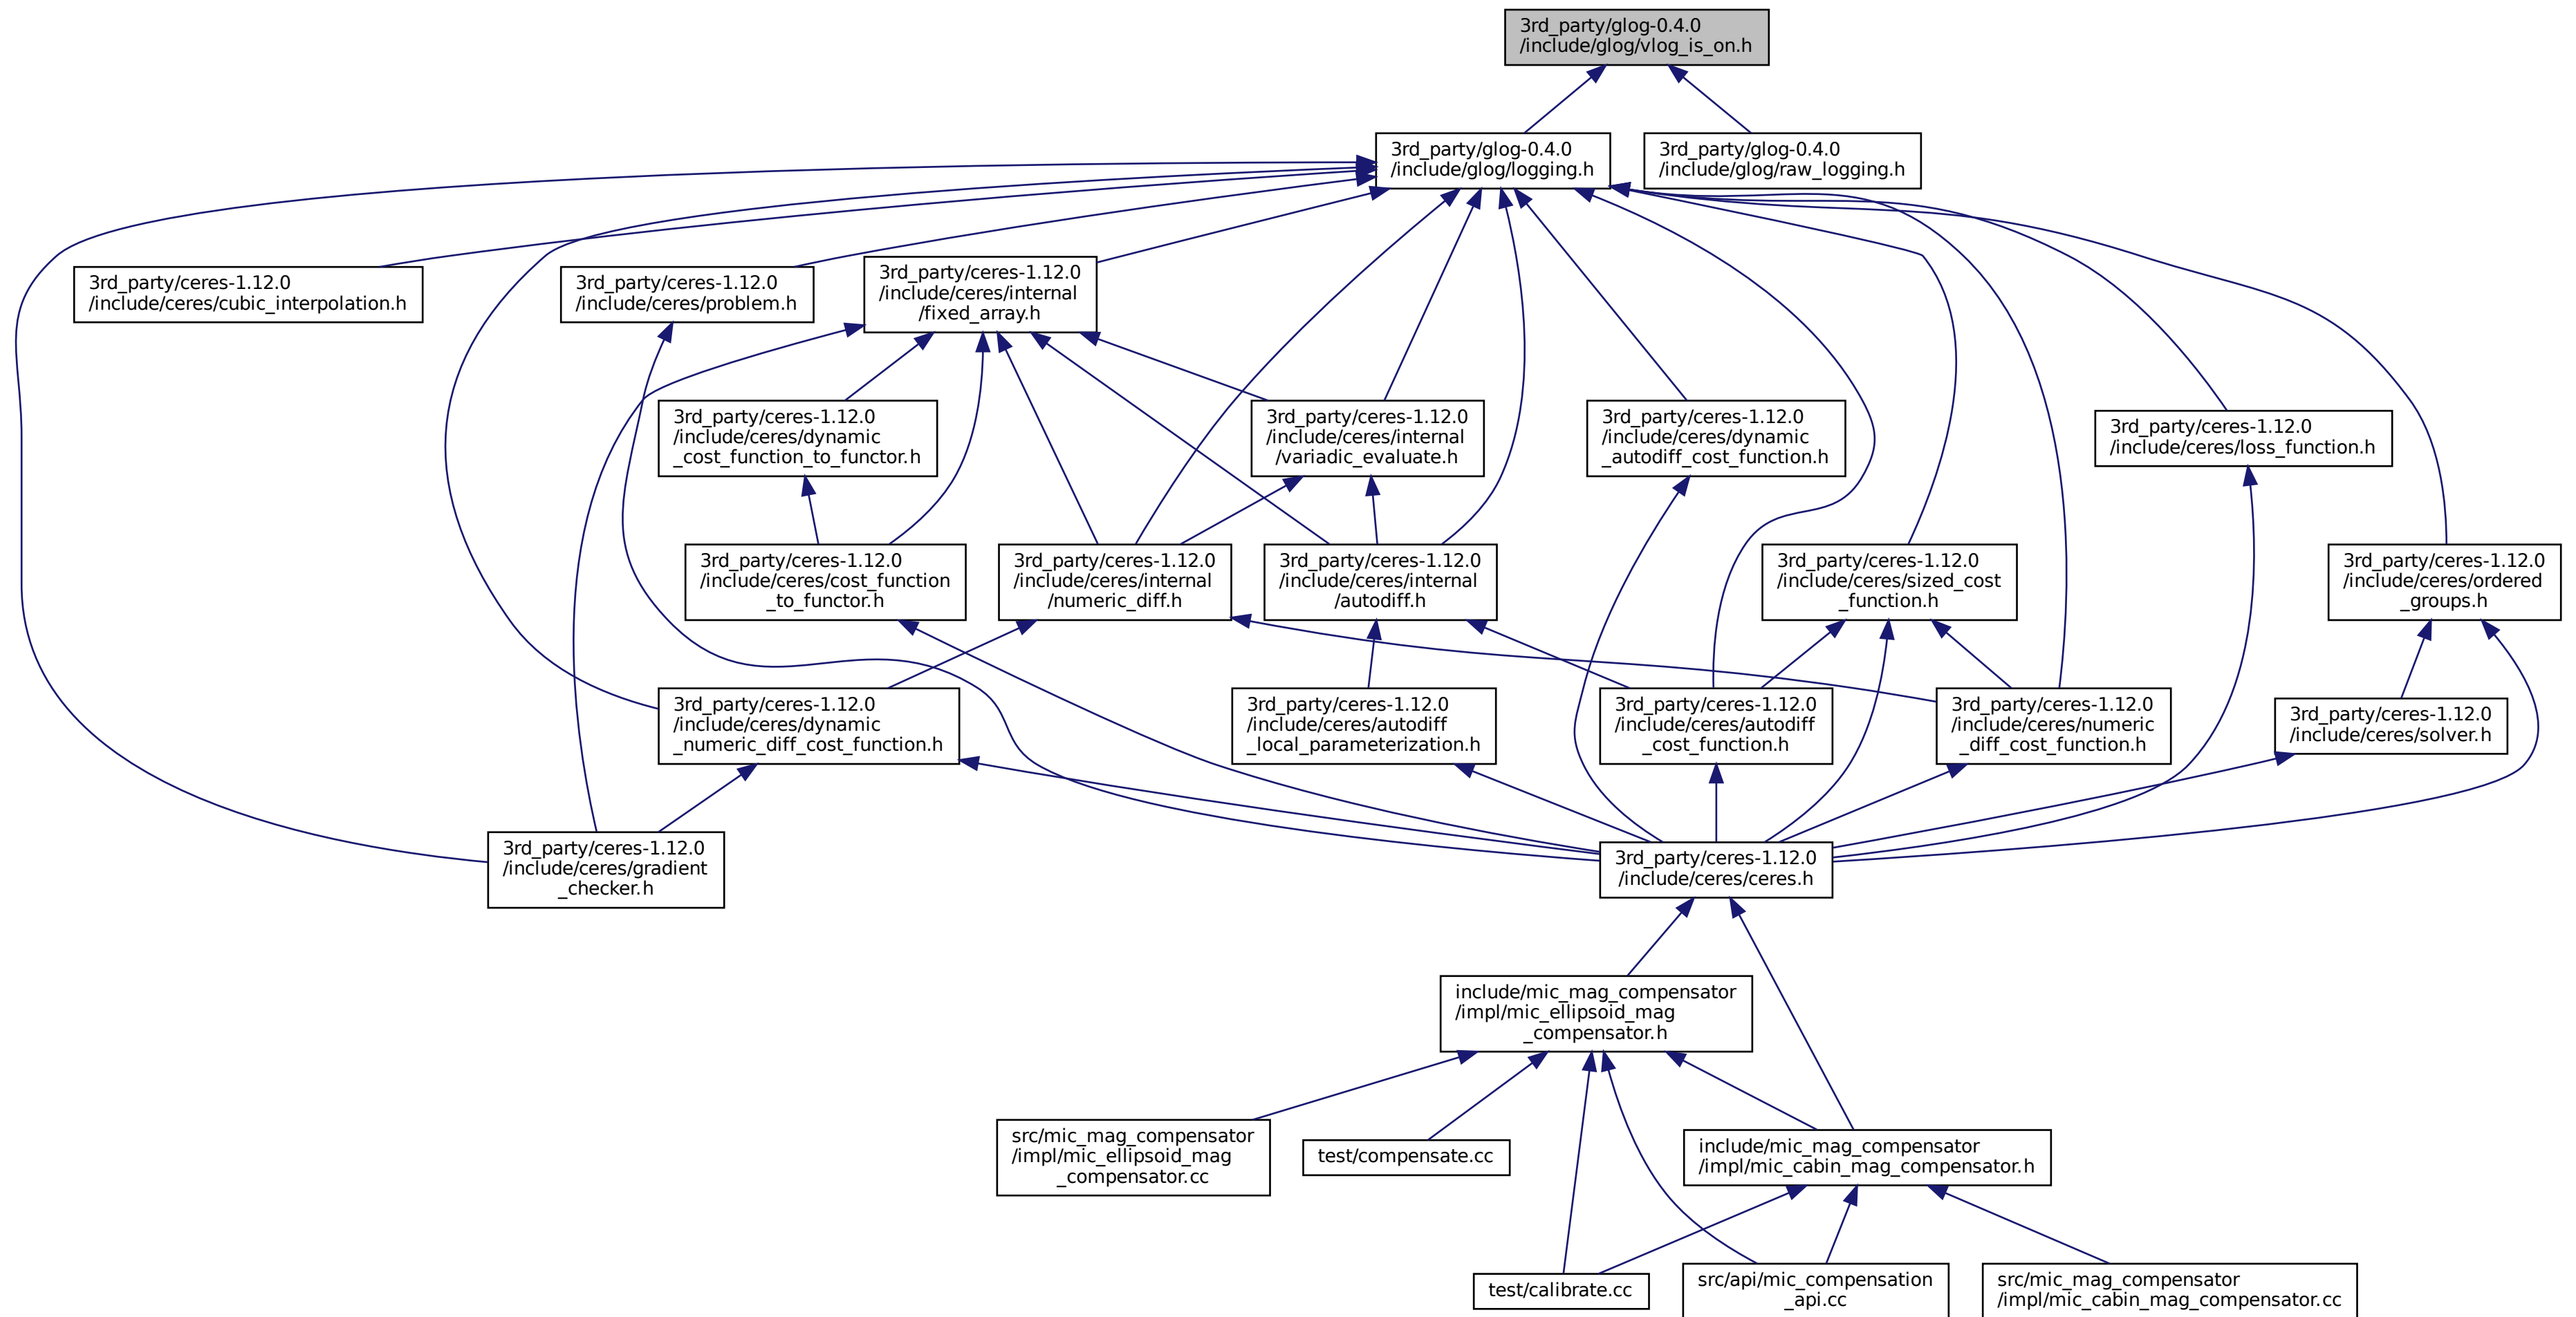 3rd_party/glog-0.4.0
/include/glog/vlog_is_on.h
3rd_party/glog-0.4.0
/include/glog/logging.h
3rd_party/glog-0.4.0
/include/glog/raw_logging.h
3rd_party/ceres-1.12.0
/include/ceres/cubic_interpolation.h
3rd_party/ceres-1.12.0
/include/ceres/problem.h
3rd_party/ceres-1.12.0
/include/ceres/internal
/fixed_array.h
3rd_party/ceres-1.12.0
/include/ceres/dynamic
_cost_function_to_functor.h
3rd_party/ceres-1.12.0
/include/ceres/internal
/variadic_evaluate.h
3rd_party/ceres-1.12.0
/include/ceres/dynamic
_autodiff_cost_function.h
3rd_party/ceres-1.12.0
/include/ceres/loss_function.h
3rd_party/ceres-1.12.0
/include/ceres/cost_function
_to_functor.h
3rd_party/ceres-1.12.0
/include/ceres/internal
/numeric_diff.h
3rd_party/ceres-1.12.0
/include/ceres/internal
/autodiff.h
3rd_party/ceres-1.12.0
/include/ceres/sized_cost
_function.h
3rd_party/ceres-1.12.0
/include/ceres/ordered
_groups.h
3rd_party/ceres-1.12.0
/include/ceres/dynamic
_numeric_diff_cost_function.h
3rd_party/ceres-1.12.0
/include/ceres/autodiff
_local_parameterization.h
3rd_party/ceres-1.12.0
/include/ceres/autodiff
_cost_function.h
3rd_party/ceres-1.12.0
/include/ceres/numeric
_diff_cost_function.h
3rd_party/ceres-1.12.0
/include/ceres/solver.h
3rd_party/ceres-1.12.0
/include/ceres/gradient
_checker.h
3rd_party/ceres-1.12.0
/include/ceres/ceres.h
include/mic_mag_compensator
/impl/mic_ellipsoid_mag
_compensator.h
src/mic_mag_compensator
/impl/mic_ellipsoid_mag
_compensator.cc
test/compensate.cc
include/mic_mag_compensator
/impl/mic_cabin_mag_compensator.h
test/calibrate.cc
src/api/mic_compensation
_api.cc
src/mic_mag_compensator
/impl/mic_cabin_mag_compensator.cc